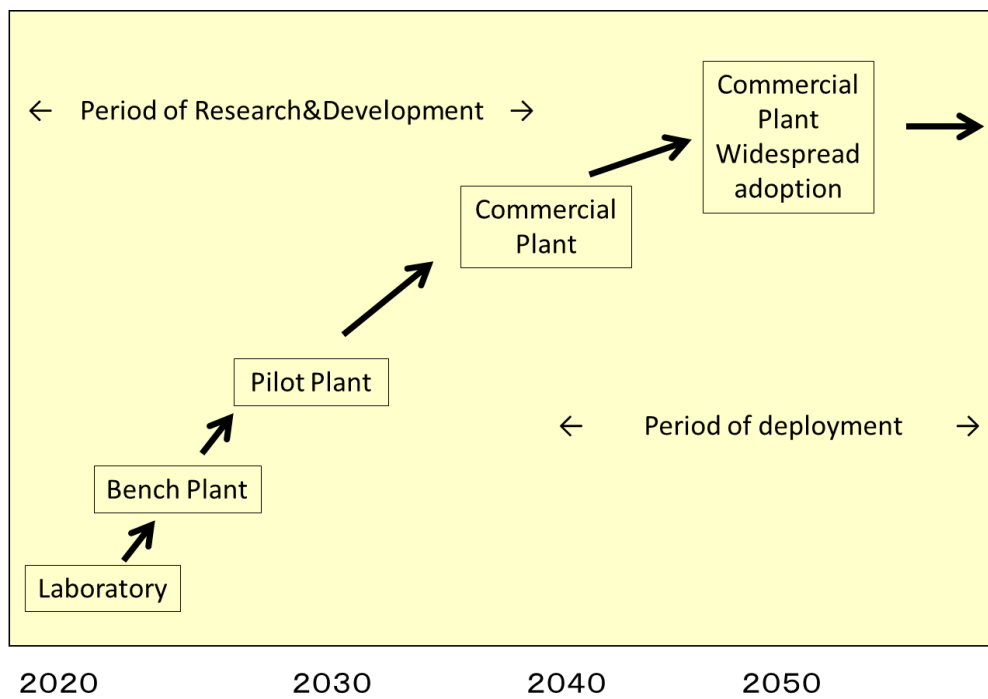 ← Period of Research&Development →
Commercial
Plant
Widespread
adoption
Commercial
Plant
Pilot Plant
← Period of deployment →
Bench Plant
Laboratory
2020 2030 2040 2050